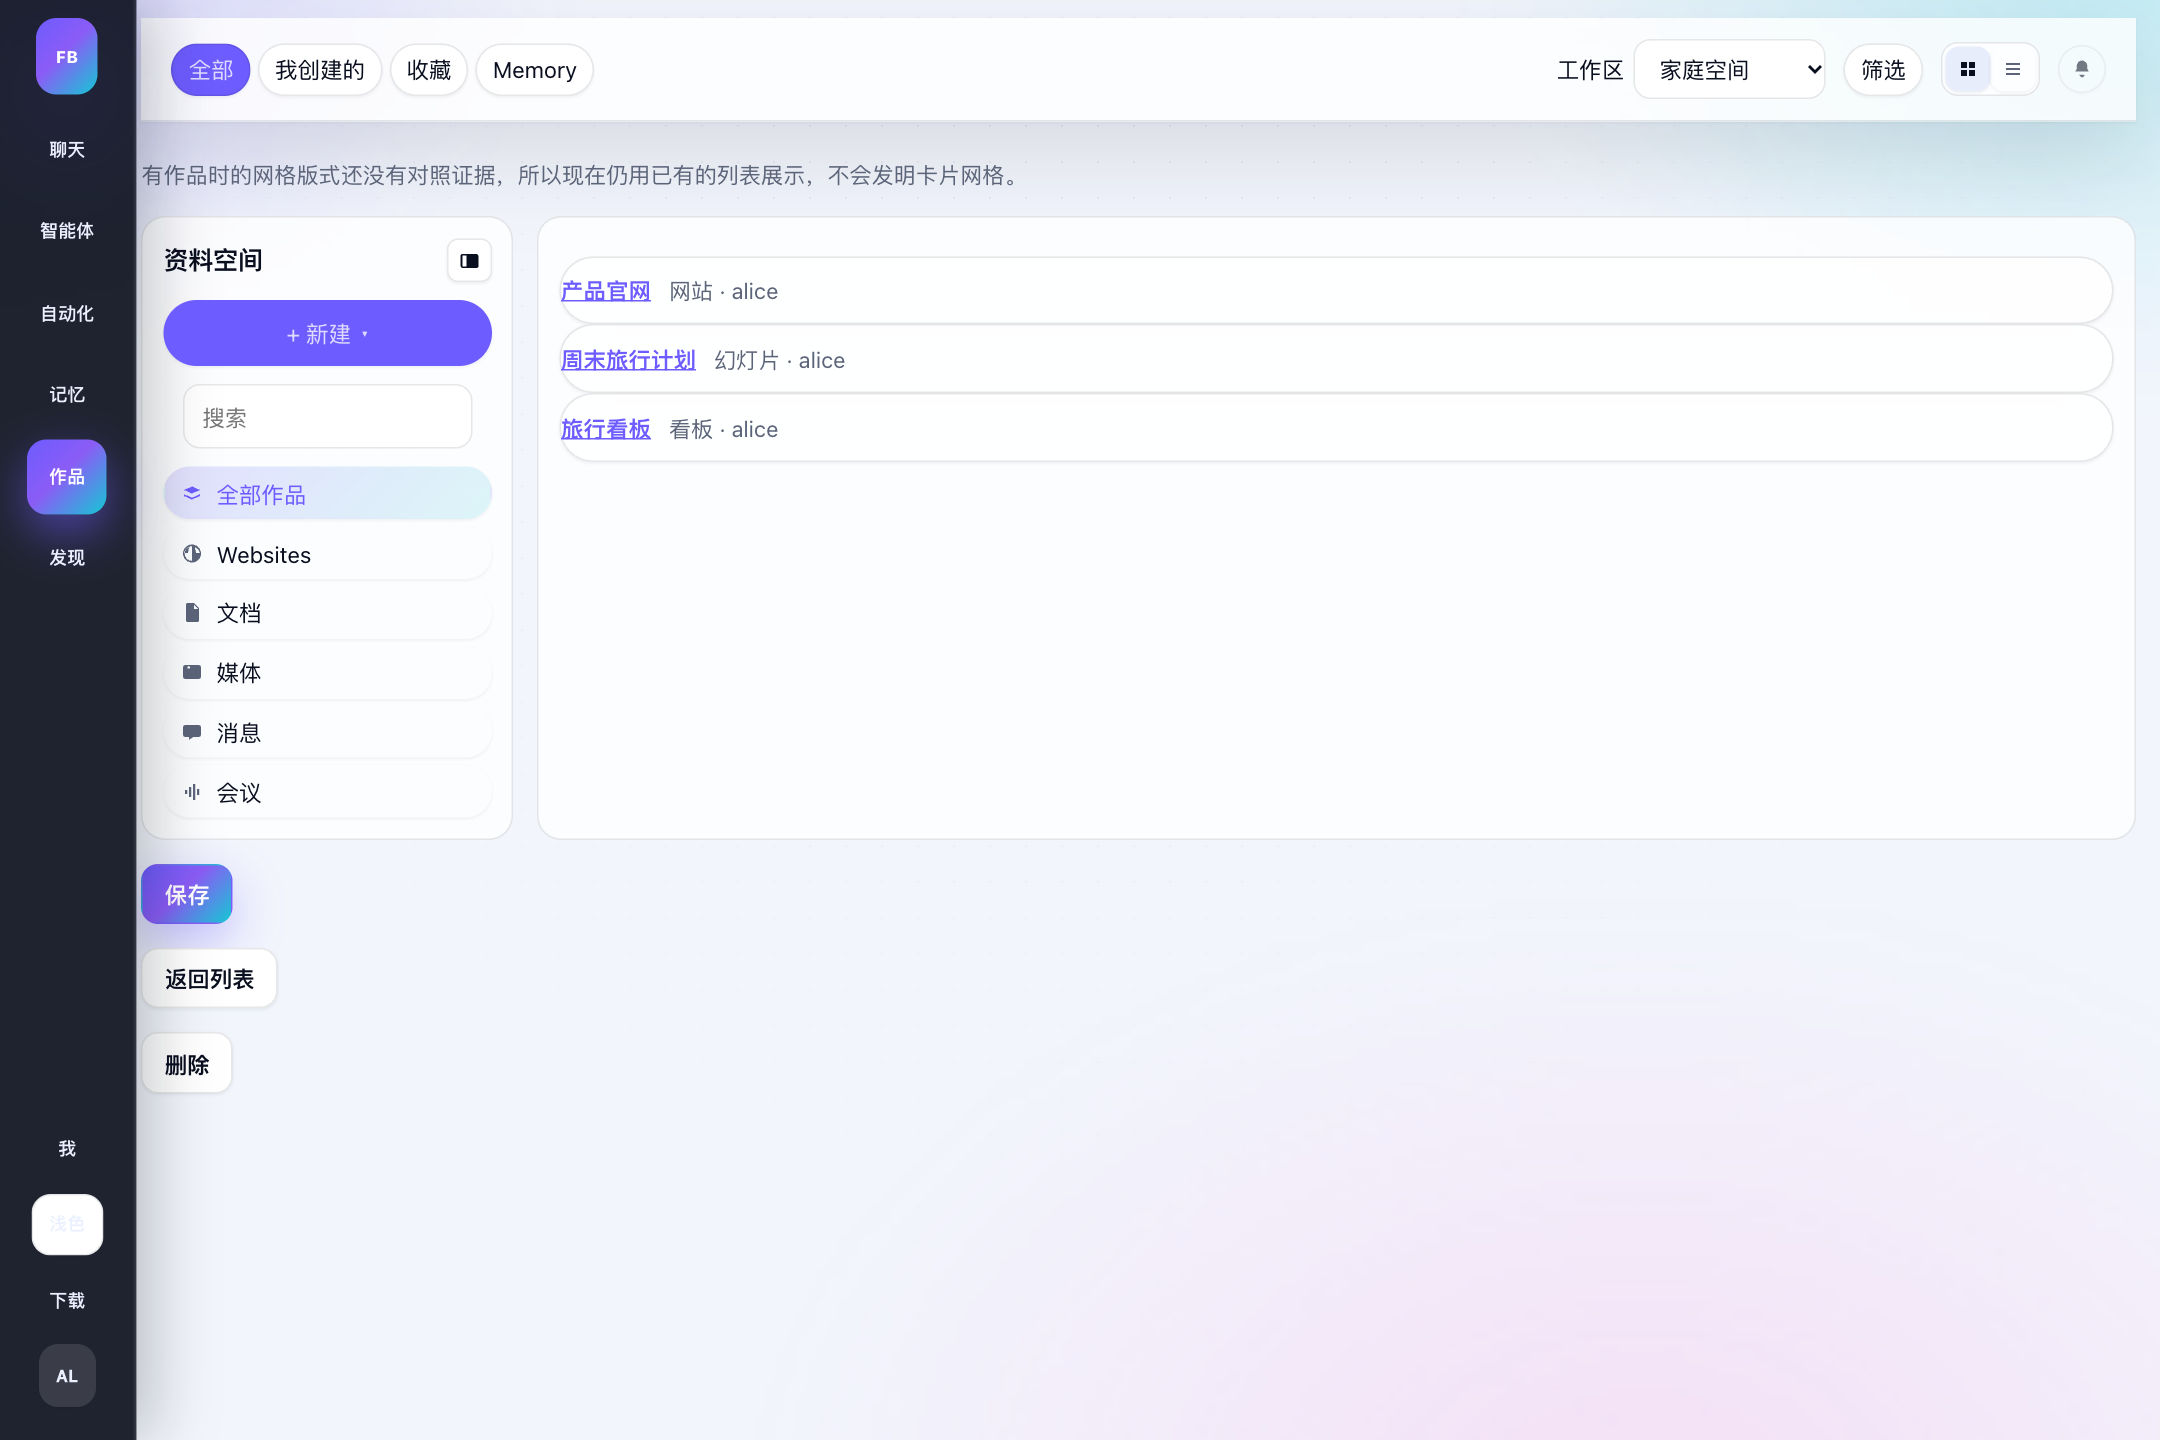 FB
聊天
智能体
自动化
记忆
作品
发现
我
浅色
下载
AL
全部 我创建的 收藏 Memory 工作区 家庭空间 筛选
有作品时的网格版式还没有对照证据，所以现在仍用已有的列表展示，不会发明卡片网格。
资料空间
+ 新建
搜索
全部作品
Websites
文档
媒体
消息
会议
产品官网 网站 · alice
周末旅行计划 幻灯片 · alice
旅行看板 看板 · alice
保存
返回列表
删除